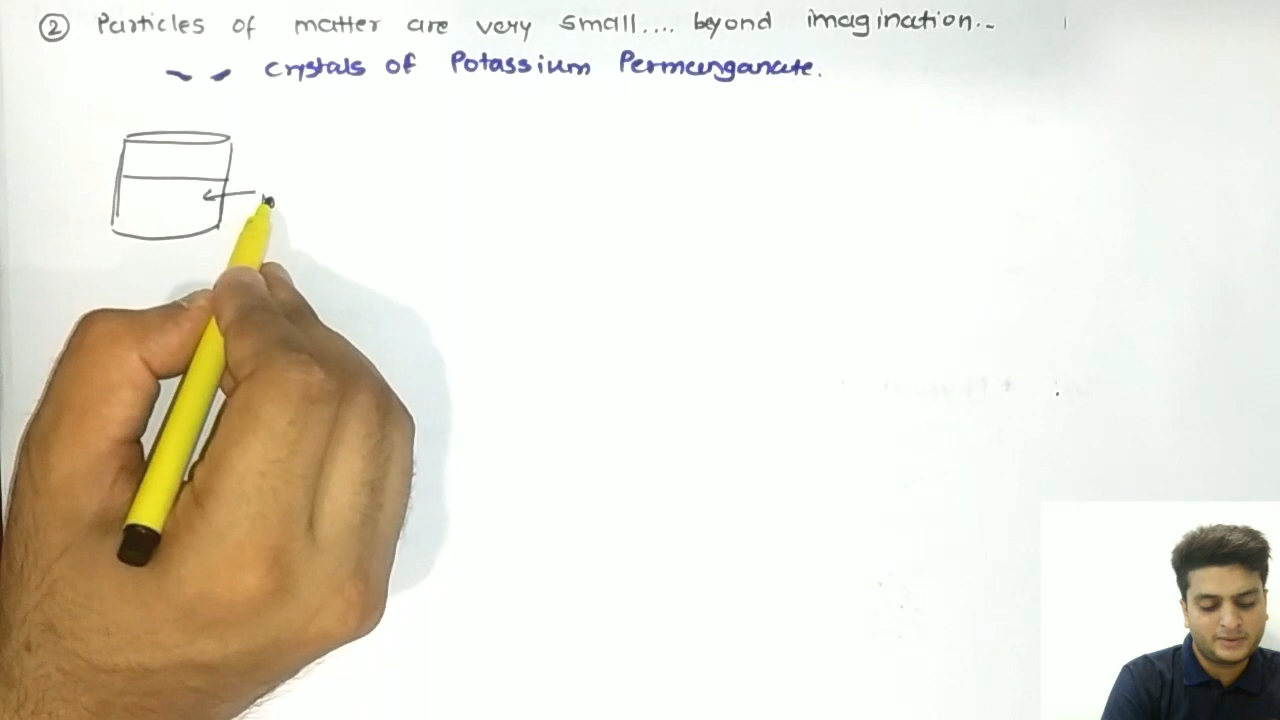 ② Particles of matter are very small.... beyond imagination..
crystals of Potassium Permanganate.